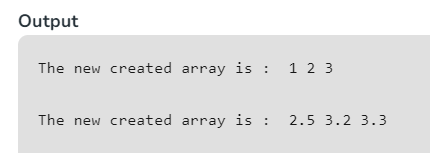 Output
The new created array is :  1 2 3
The new created array is :  2.5 3.2 3.3